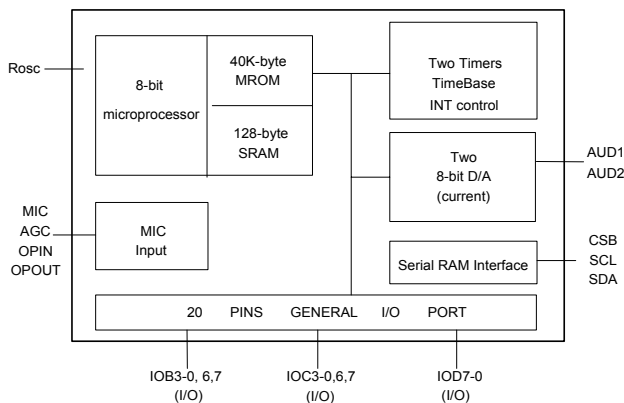 Rosc
8-bit
microprocessor
40K-byte
MROM
128-byte
SRAM
Two Timers
TimeBase
INT control
Two
8-bit D/A
(current)
AUD1
AUD2
MIC
AGC
OPIN
OPOUT
MIC
Input
Serial RAM Interface
CSB
SCL
SDA
20 PINS GENERAL I/O PORT
IOB3-0, 6,7
(I/O)
IOC3-0,6,7
(I/O)
IOD7-0
(I/O)